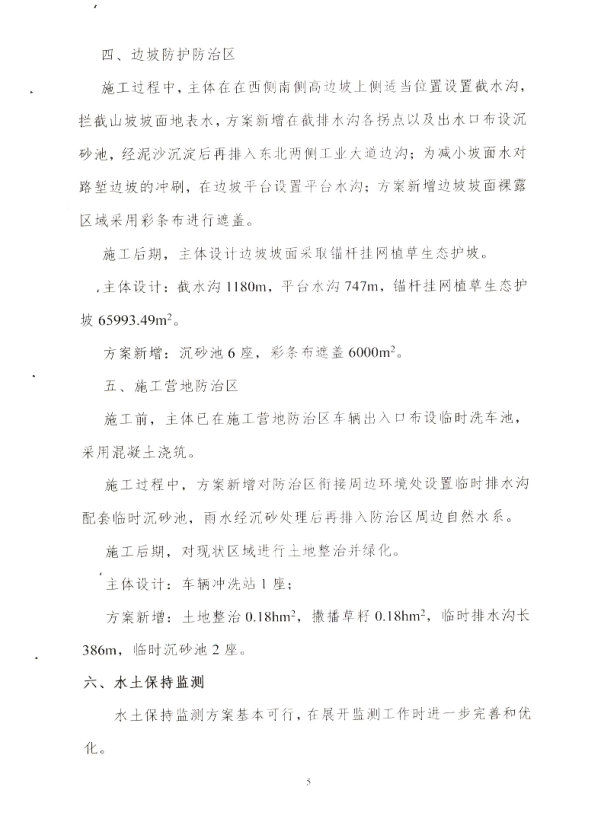 四、边坡防护防治区
施工过程中，主体在在西侧南侧高边坡上侧适当位置设置截水沟，
拦截山坡坡面地表水，方案新增在截排水沟各拐点以及出水口布设沉
砂池，经泥沙沉淀后再排入东北两侧工业大道边沟；为减小坡面水对
路堑边坡的冲刷，在边坡平台设置平台水沟；方案新增边坡坡面裸露
区域采用彩条布进行遮盖。
施工后期，主体设计边坡坡面采取锚杆挂网植草生态护坡。
主体设计：截水沟 1180m，平台水沟 747m，锚杆挂网植草生态护
坡 65993.49m²。
方案新增：沉砂池 6 座，彩条布遮盖 6000m²。
五、施工营地防治区
施工前，主体已在施工营地防治区车辆出入口布设临时洗车池，
采用混凝土浇筑。
施工过程中，方案新增对防治区衔接周边环境处设置临时排水沟
配套临时沉砂池，雨水经沉砂处理后再排入防治区周边自然水系。
施工后期，对现状区域进行土地整治并绿化。
主体设计：车辆冲洗站 1 座；
方案新增：土地整治 0.18hm²，撒播草籽 0.18hm²，临时排水沟长
386m，临时沉砂池 2 座。
六、水土保持监测
水土保持监测方案基本可行，在展开监测工作时进一步完善和优
化。
5